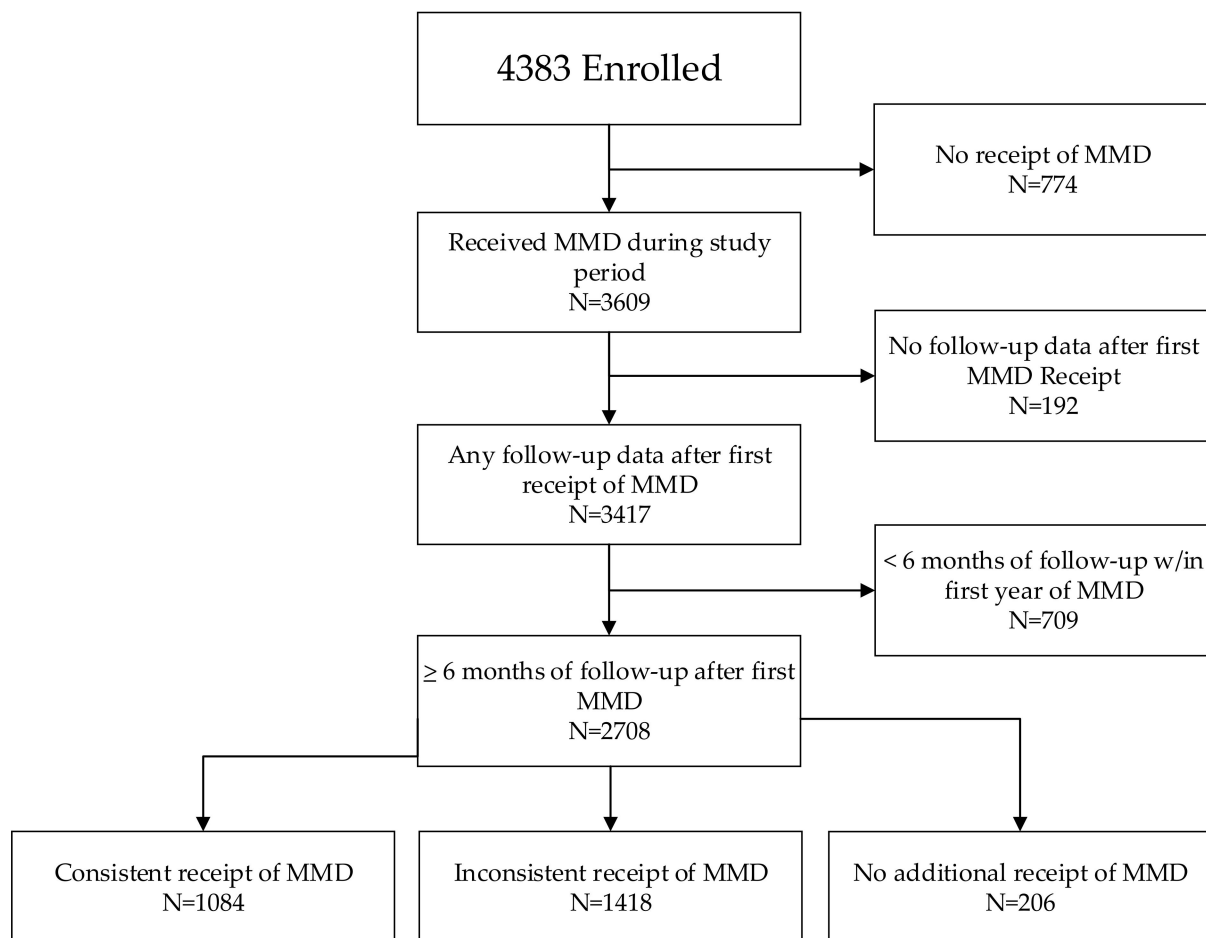 4383 Enrolled
No receipt of MMD
N=774
Received MMD during study
period
N=3609
No follow-up data after first
MMD Receipt
N=192
Any follow-up data after first
receipt of MMD
N=3417
< 6 months of follow-up w/in
first year of MMD
N=709
≥ 6 months of follow-up after first
MMD
N=2708
Consistent receipt of MMD
N=1084
Inconsistent receipt of MMD
N=1418
No additional receipt of MMD
N=206